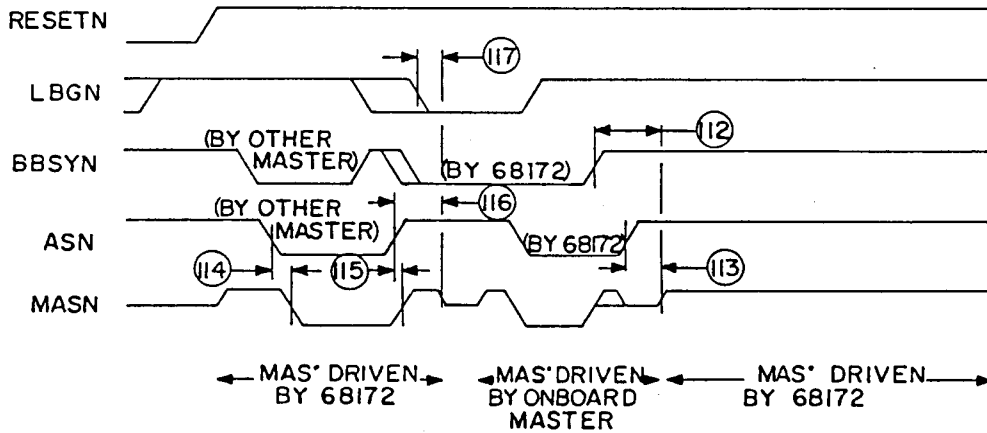 RESETN
117
LBGN
112
(BY OTHER
MASTER)
BBSYN
(BY 68172)
116
(BY OTHER
MASTER)
ASN
(BY 68172)
114
115
113
MASN
MAS* DRIVEN
BY 68172
MAS* DRIVEN
BY ONBOARD
MASTER
MAS* DRIVEN
BY 68172